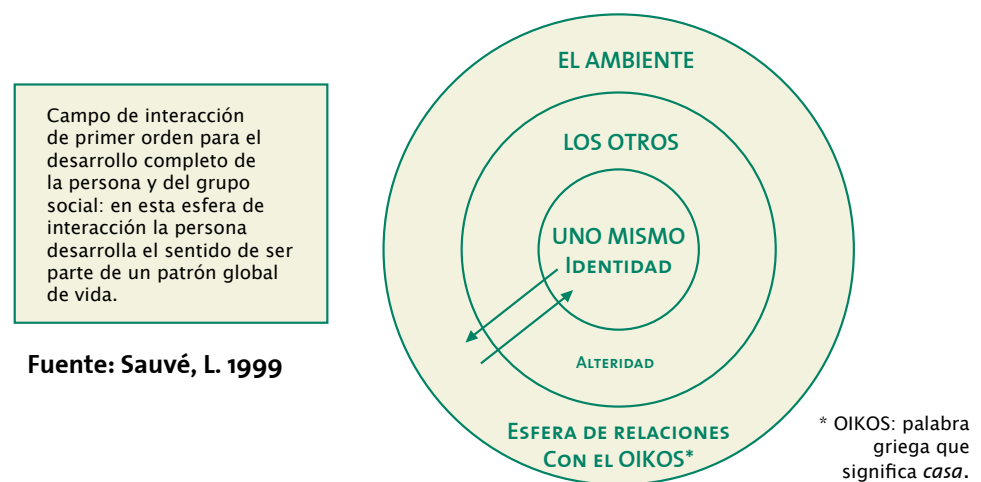 Campo de interacción
de primer orden para el
desarrollo completo de
la persona y del grupo
social: en esta esfera de
interacción la persona
desarrolla el sentido de ser
parte de un patrón global
de vida.
Fuente: Sauvé, L. 1999
EL AMBIENTE
LOS OTROS
UNO MISMO
IDENTIDAD
ALTERIDAD
ESFERA DE RELACIONES
CON EL OIKOS*
* OIKOS: palabra
griega que
significa casa.